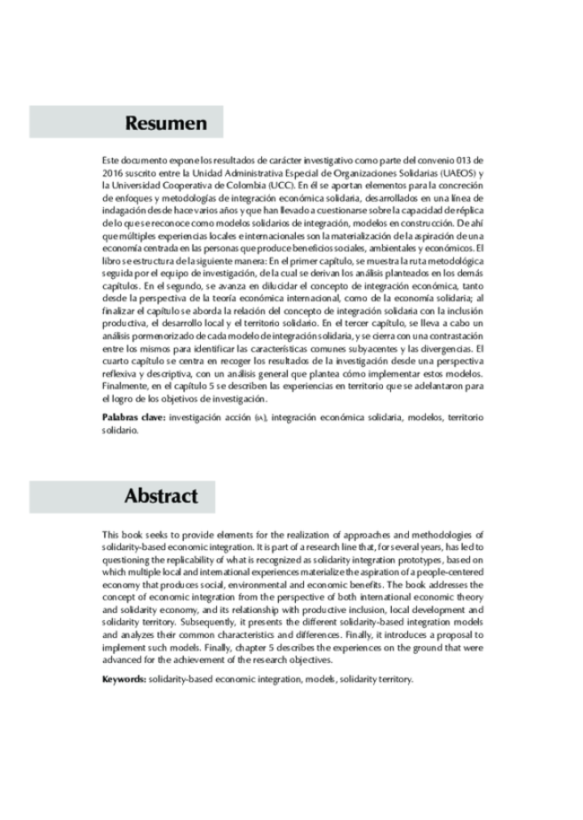 Resumen
Este documento expone los resultados de carácter investigativo como parte del convenio 013 de
2016 suscrito entre la Unidad Administrativa Especial de Organizaciones Solidarias (UAEOS) y
la Universidad Cooperativa de Colombia (UCC). En él se aportan elementos para la concreción
de enfoques y metodologías de integración económica solidaria, desarrollados en una línea de
indagación desde hace varios años y que han llevado a cuestionarse sobre la capacidad de réplica
de lo que se reconoce como modelos solidarios de integración, modelos en construcción. De ahí
que múltiples experiencias locales e internacionales son la materialización de la aspiración de una
economía centrada en las personas que produce beneficios sociales, ambientales y económicos. El
libro se estructura de la siguiente manera: En el primer capítulo, se muestra la ruta metodológica
seguida por el equipo de investigación, de la cual se derivan los análisis planteados en los demás
capítulos. En el segundo, se avanza en dilucidar el concepto de integración económica, tanto
desde la perspectiva de la teoría económica internacional, como de la economía solidaria; al
finalizar el capítulo se aborda la relación del concepto de integración solidaria con la inclusión
productiva, el desarrollo local y el territorio solidario. En el tercer capítulo, se lleva a cabo un
análisis pormenorizado de cada modelo de integración solidaria, y se cierra con una contrastación
entre los mismos para identificar las características comunes subyacentes y las divergencias. El
cuarto capítulo se centra en recoger los resultados de la investigación desde una perspectiva
reflexiva y descriptiva, con un análisis general que plantea cómo implementar estos modelos.
Finalmente, en el capítulo 5 se describen las experiencias en territorio que se adelantaron para
el logro de los objetivos de investigación.
Palabras clave: investigación acción (IA), integración económica solidaria, modelos, territorio
solidario.
Abstract
This book seeks to provide elements for the realization of approaches and methodologies of
solidarity-based economic integration. It is part of a research line that, for several years, has led to
questioning the replicability of what is recognized as solidarity integration prototypes, based on
which multiple local and international experiences materialize the aspiration of a people-centered
economy that produces social, environmental and economic benefits. The book addresses the
concept of economic integration from the perspective of both international economic theory
and solidarity economy, and its relationship with productive inclusion, local development and
solidarity territory. Subsequently, it presents the different solidarity-based integration models
and analyzes their common characteristics and differences. Finally, it introduces a proposal to
implement such models. Finally, chapter 5 describes the experiences on the ground that were
advanced for the achievement of the research objectives.
Keywords: solidarity-based economic integration, models, solidarity territory.